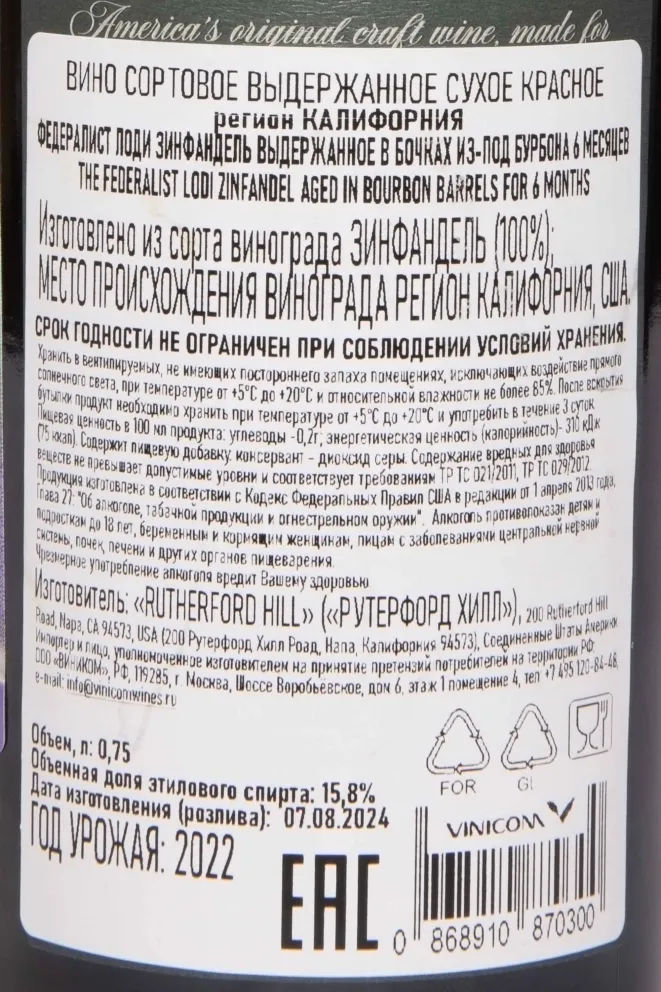 America's original craft wine, made for
ВИНО СОРТОВОЕ ВЫДЕРЖАННОЕ СУХОЕ КРАСНОЕ
регион КАЛИФОРНИЯ
ФЕДЕРАЛИСТ ЛОДИ ЗИНФАНДЕЛЬ ВЫДЕРЖАННОЕ В БОЧКАХ ИЗ-ПОД БУРБОНА 6 МЕСЯЦЕВ
THE FEDERALIST LODI ZINFANDEL AGED IN BOURBON BARRELS FOR 6 MONTHS
Изготовлено из сорта винограда ЗИНФАНДЕЛЬ (100%);
МЕСТО ПРОИСХОЖДЕНИЯ ВИНОГРАДА РЕГИОН КАЛИФОРНИЯ, США.
СРОК ГОДНОСТИ НЕ ОГРАНИЧЕН ПРИ СОБЛЮДЕНИИ УСЛОВИЙ ХРАНЕНИЯ.
Хранить в вентилируемых, не имеющих постороннего запаха помещениях, исключающих воздействие прямого
солнечного света, при температуре от +5°С до +20°С и относительной влажности не более 85%. После вскрытия
бутылки продукт необходимо хранить при температуре от +5°С до +20°С и употребить в течение 3 суток.
Пищевая ценность в 100 мл продукта: углеводы -0,2г; энергетическая ценность (калорийность)- 310 кДж
(75 ккал). Содержит пищевую добавку: консервант - диоксид серы. Содержание вредных для здоровья
веществ не превышает допустимые уровни и соответствует требованиям ТР ТС 021/2011, ТР ТС 029/2012.
Продукция изготовлена в соответствии с Кодекс Федеральных Правил США в редакции от 1 апреля 2013 года,
Глава 27: "Об алкоголе, табачной продукции и огнестрельном оружии". Алкоголь противопоказан детям и
подросткам до 18 лет, беременным и кормящим женщинам, лицам с заболеваниями центральной нервной
системы, почек, печени и других органов пищеварения.
Чрезмерное употребление алкоголя вредит Вашему здоровью
Изготовитель: «RUTHERFORD HILL» («РУТЕРФОРД ХИЛЛ»), 200 Rutherford Hill
Road, Napa, CA 94573, USA (200 Рутерфорд Хилл Роад, Напа, Калифорния 94573), Соединенные Штаты Америки
Импортер и лицо, уполномоченное изготовителем на принятие претензий потребителем на территории РФ:
ООО «ВИНИКОМ», РФ, 119285, г. Москва, Шоссе Воробьёвское, дом 6, этаж 1 помещение 4, тел +7 495 120-84-48,
e-mail: info@vinicomwines.ru
Объем, л: 0,75
Объемная доля этилового спирта: 15,8%
Дата изготовления (розлива): 07.08.2024
ГОД УРОЖАЯ: 2022
FOR
GL
VINICOM
EAC
0 868910 870300